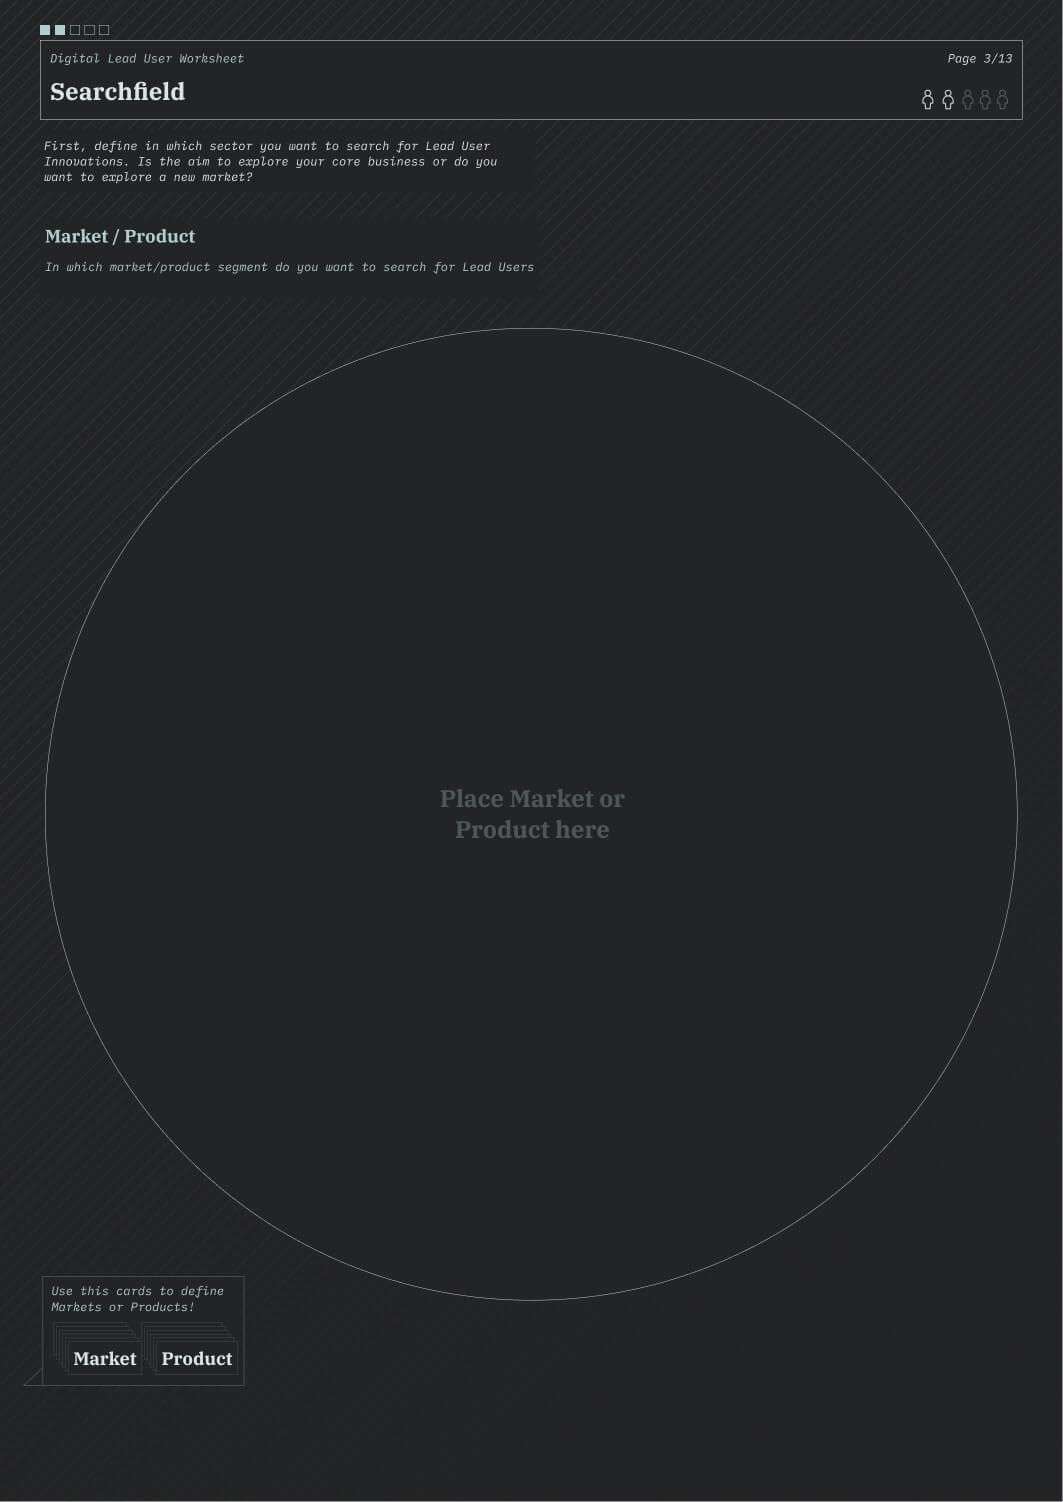 Digital Lead User Worksheet
Page 3/13
Searchfield
First, define in which sector you want to search for Lead User
Innovations. Is the aim to explore your core business or do you
want to explore a new market?
Market / Product
In which market/product segment do you want to search for Lead Users
Place Market or
Product here
Use this cards to define
Markets or Products!
Market Product